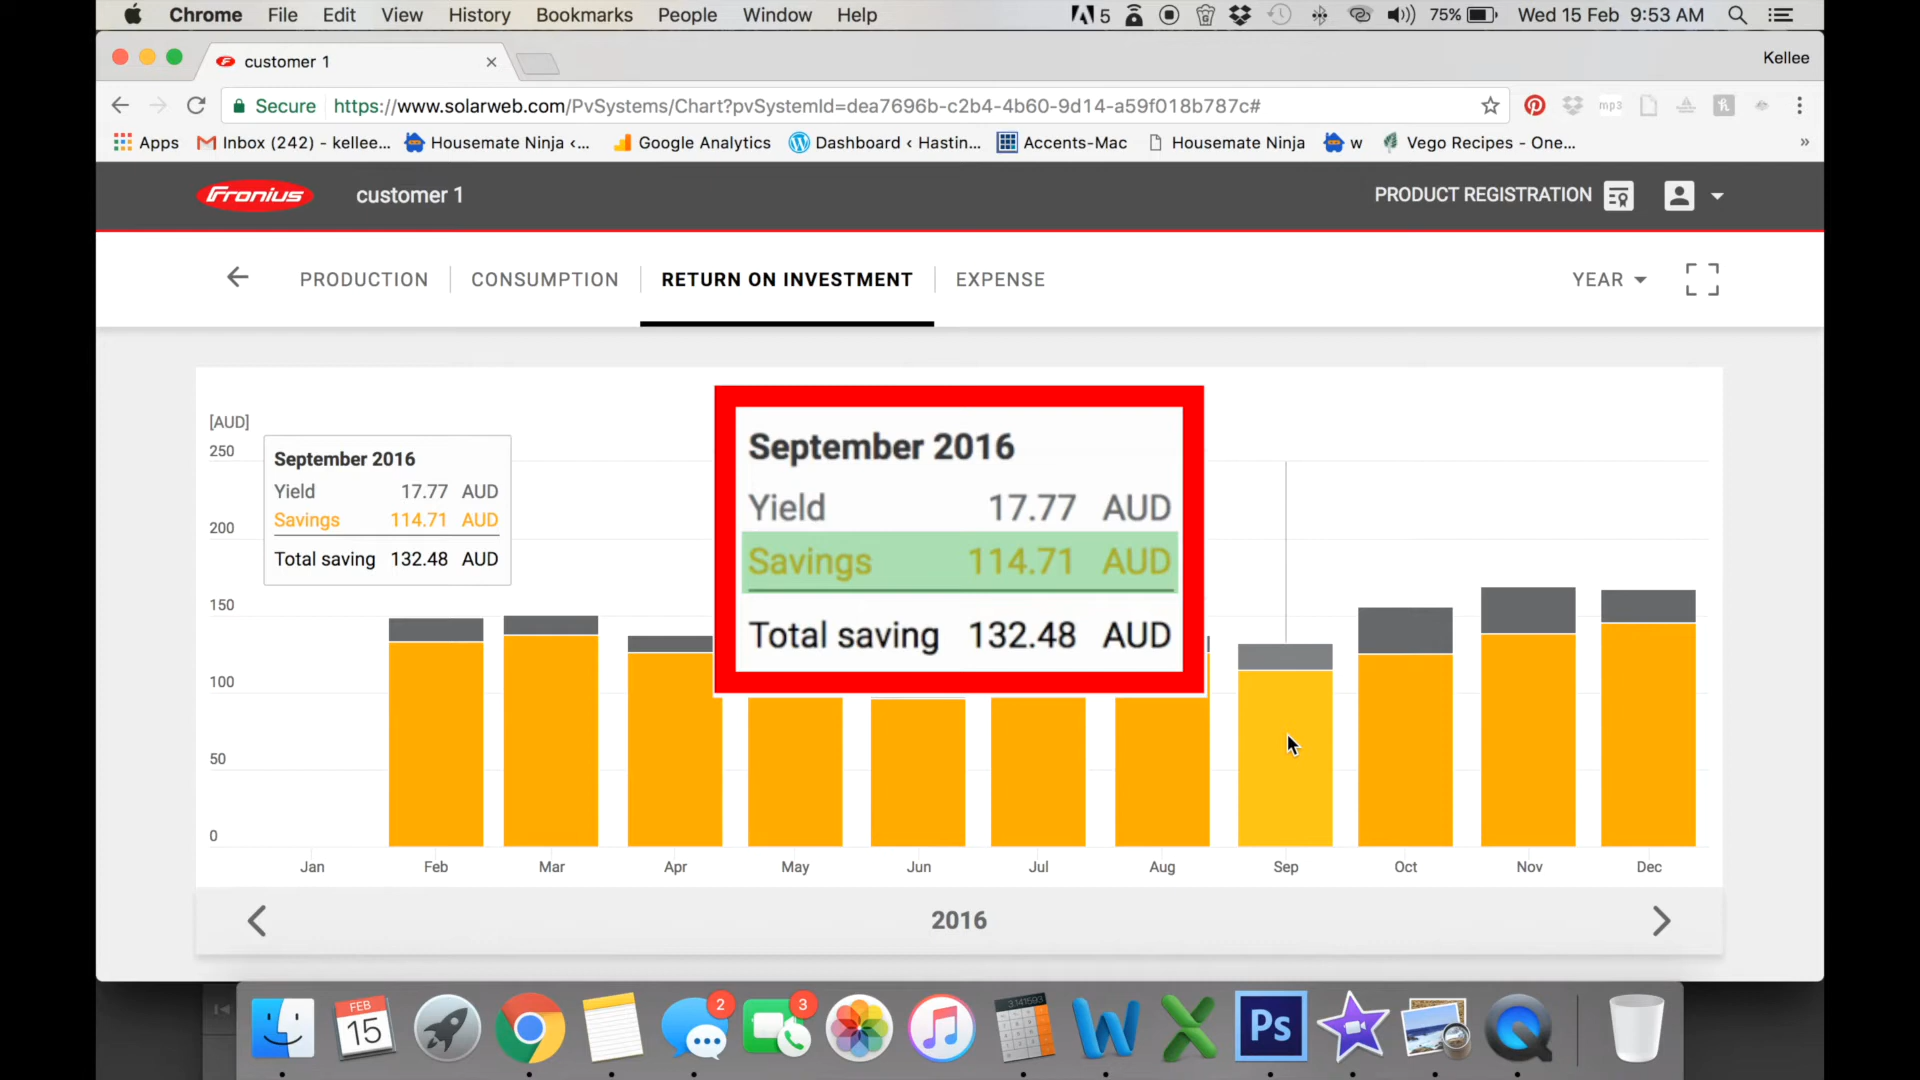 Chrome File Edit View History Bookmarks People Window Help 5 75% Wed 15 Feb 9:53 AM
customer 1 Kellee
Secure https://www.solarweb.com/PvSystems/Chart?pvSystemId=dea7696b-c2b4-4b60-9d14-a59f018b787c# mp3
Apps Inbox (242) - kellee... Housemate Ninja <... Google Analytics Dashboard ‹ Hastin... Accents-Mac Housemate Ninja w Vego Recipes - One... »
Fronius customer 1 PRODUCT REGISTRATION
PRODUCTION CONSUMPTION RETURN ON INVESTMENT EXPENSE YEAR
[AUD]
250
200
150
100
50
0
September 2016
Yield 17.77 AUD
Savings 114.71 AUD
Total saving 132.48 AUD
September 2016
Yield 17.77 AUD
Savings 114.71 AUD
Total saving 132.48 AUD
Jan Feb Mar Apr May Jun Jul Aug Sep Oct Nov Dec
2016
FEB
15
2
3
3.141593
Ps